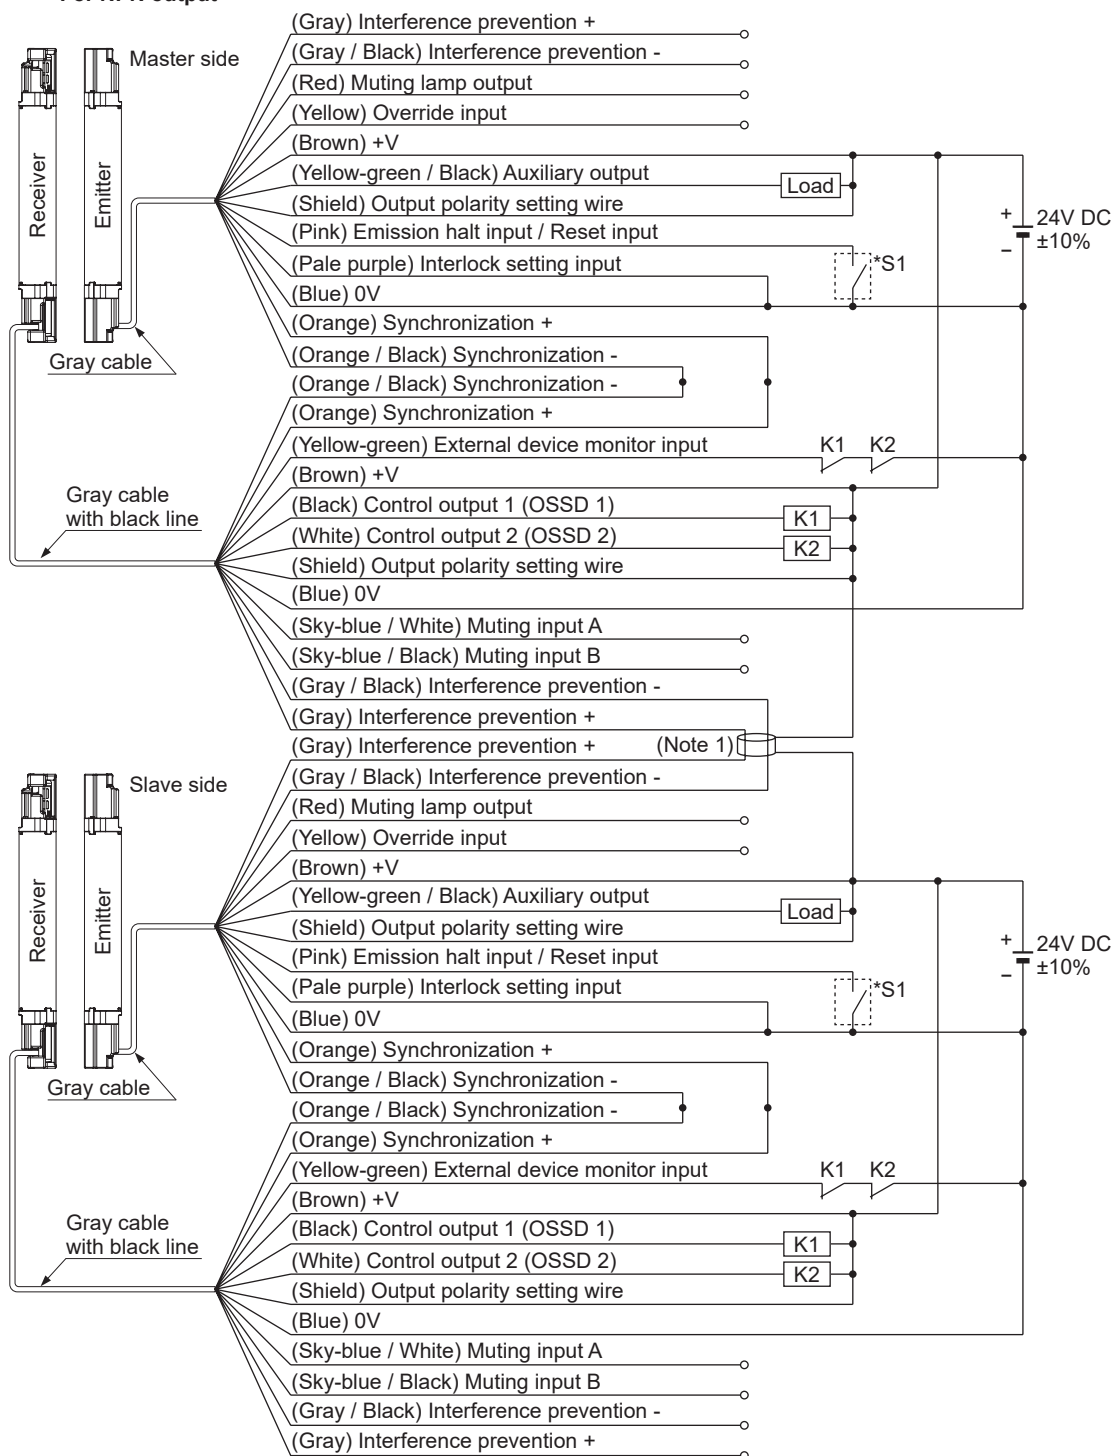 (Gray) Interference prevention +
Master side
(Gray / Black) Interference prevention -
(Red) Muting lamp output
(Yellow) Override input
(Brown) +V
Receiver
Emitter
(Yellow-green / Black) Auxiliary output
Load
(Shield) Output polarity setting wire
+
24V DC
±10%
−
(Pink) Emission halt input / Reset input
(Pale purple) Interlock setting input
*S1
(Blue) 0V
(Orange) Synchronization +
Gray cable
(Orange / Black) Synchronization -
(Orange / Black) Synchronization -
(Orange) Synchronization +
(Yellow-green) External device monitor input
K1
K2
(Brown) +V
Gray cable
with black line
(Black) Control output 1 (OSSD 1)
K1
(White) Control output 2 (OSSD 2)
K2
(Shield) Output polarity setting wire
(Blue) 0V
(Sky-blue / White) Muting input A
(Sky-blue / Black) Muting input B
(Gray / Black) Interference prevention -
(Gray) Interference prevention +
(Gray) Interference prevention +
(Note 1)
Slave side
(Gray / Black) Interference prevention -
(Red) Muting lamp output
(Yellow) Override input
(Brown) +V
Receiver
Emitter
(Yellow-green / Black) Auxiliary output
Load
(Shield) Output polarity setting wire
+
24V DC
±10%
−
(Pink) Emission halt input / Reset input
(Pale purple) Interlock setting input
*S1
(Blue) 0V
(Orange) Synchronization +
Gray cable
(Orange / Black) Synchronization -
(Orange / Black) Synchronization -
(Orange) Synchronization +
(Yellow-green) External device monitor input
K1
K2
(Brown) +V
Gray cable
with black line
(Black) Control output 1 (OSSD 1)
K1
(White) Control output 2 (OSSD 2)
K2
(Shield) Output polarity setting wire
(Blue) 0V
(Sky-blue / White) Muting input A
(Sky-blue / Black) Muting input B
(Gray / Black) Interference prevention -
(Gray) Interference prevention +